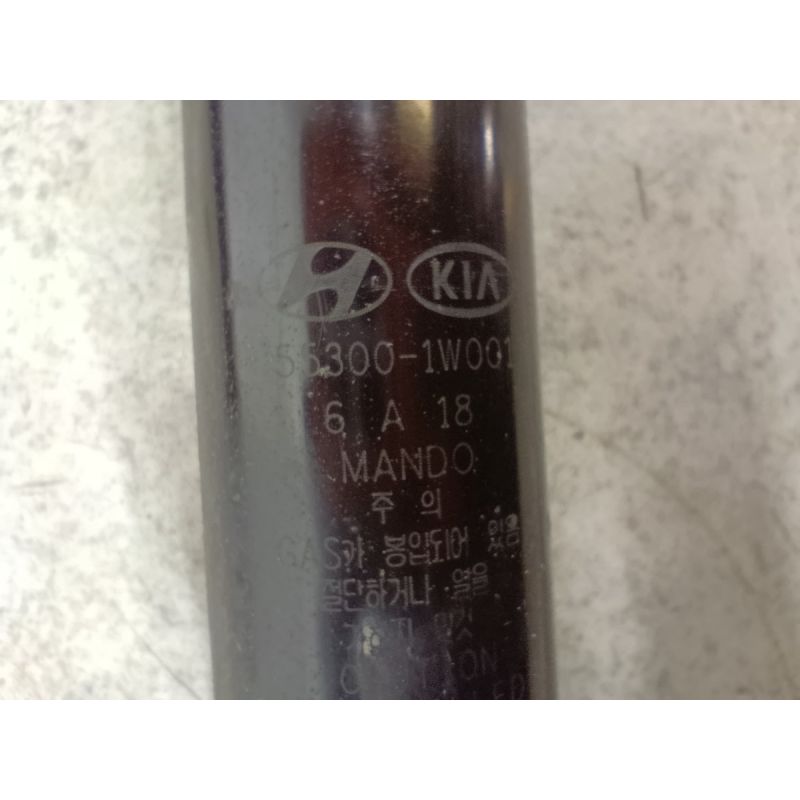 KIA
55300-1W001
6 A 18
MANDO
주 의
GAS가 봉입되어 있음
절단하거나 열을